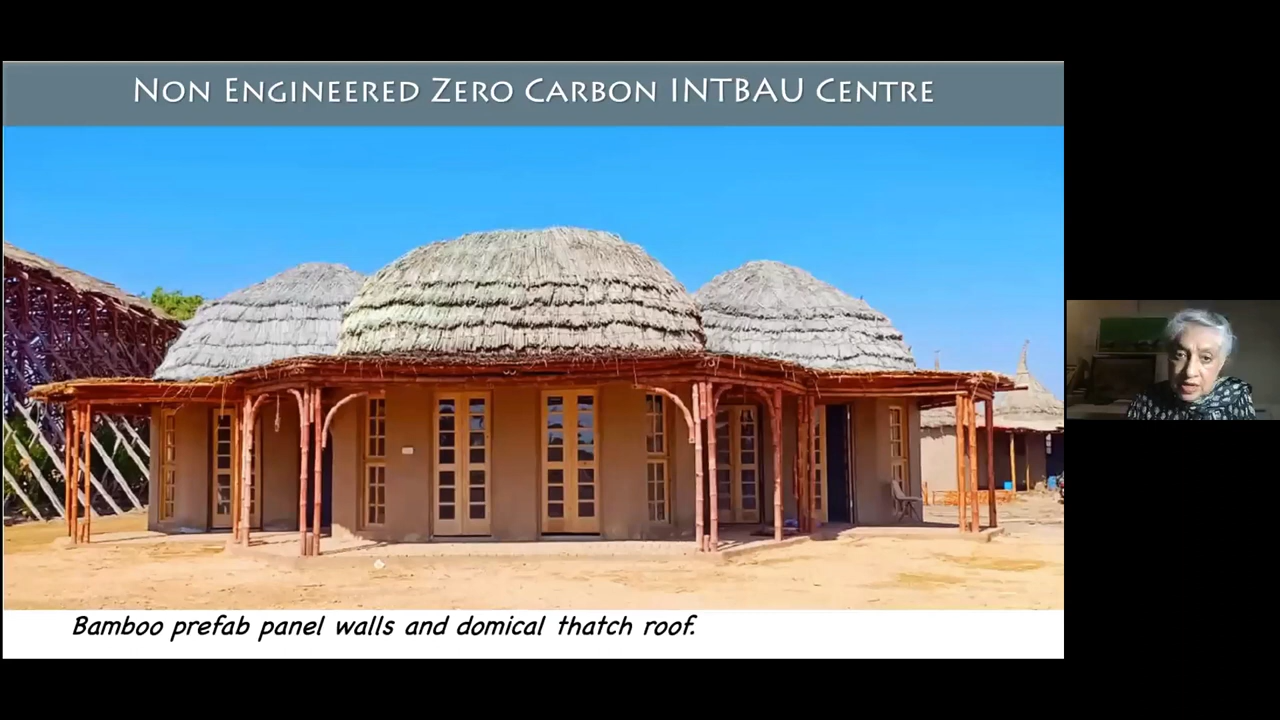 Non Engineered Zero Carbon INTBAU Centre
Bamboo prefab panel walls and domical thatch roof.